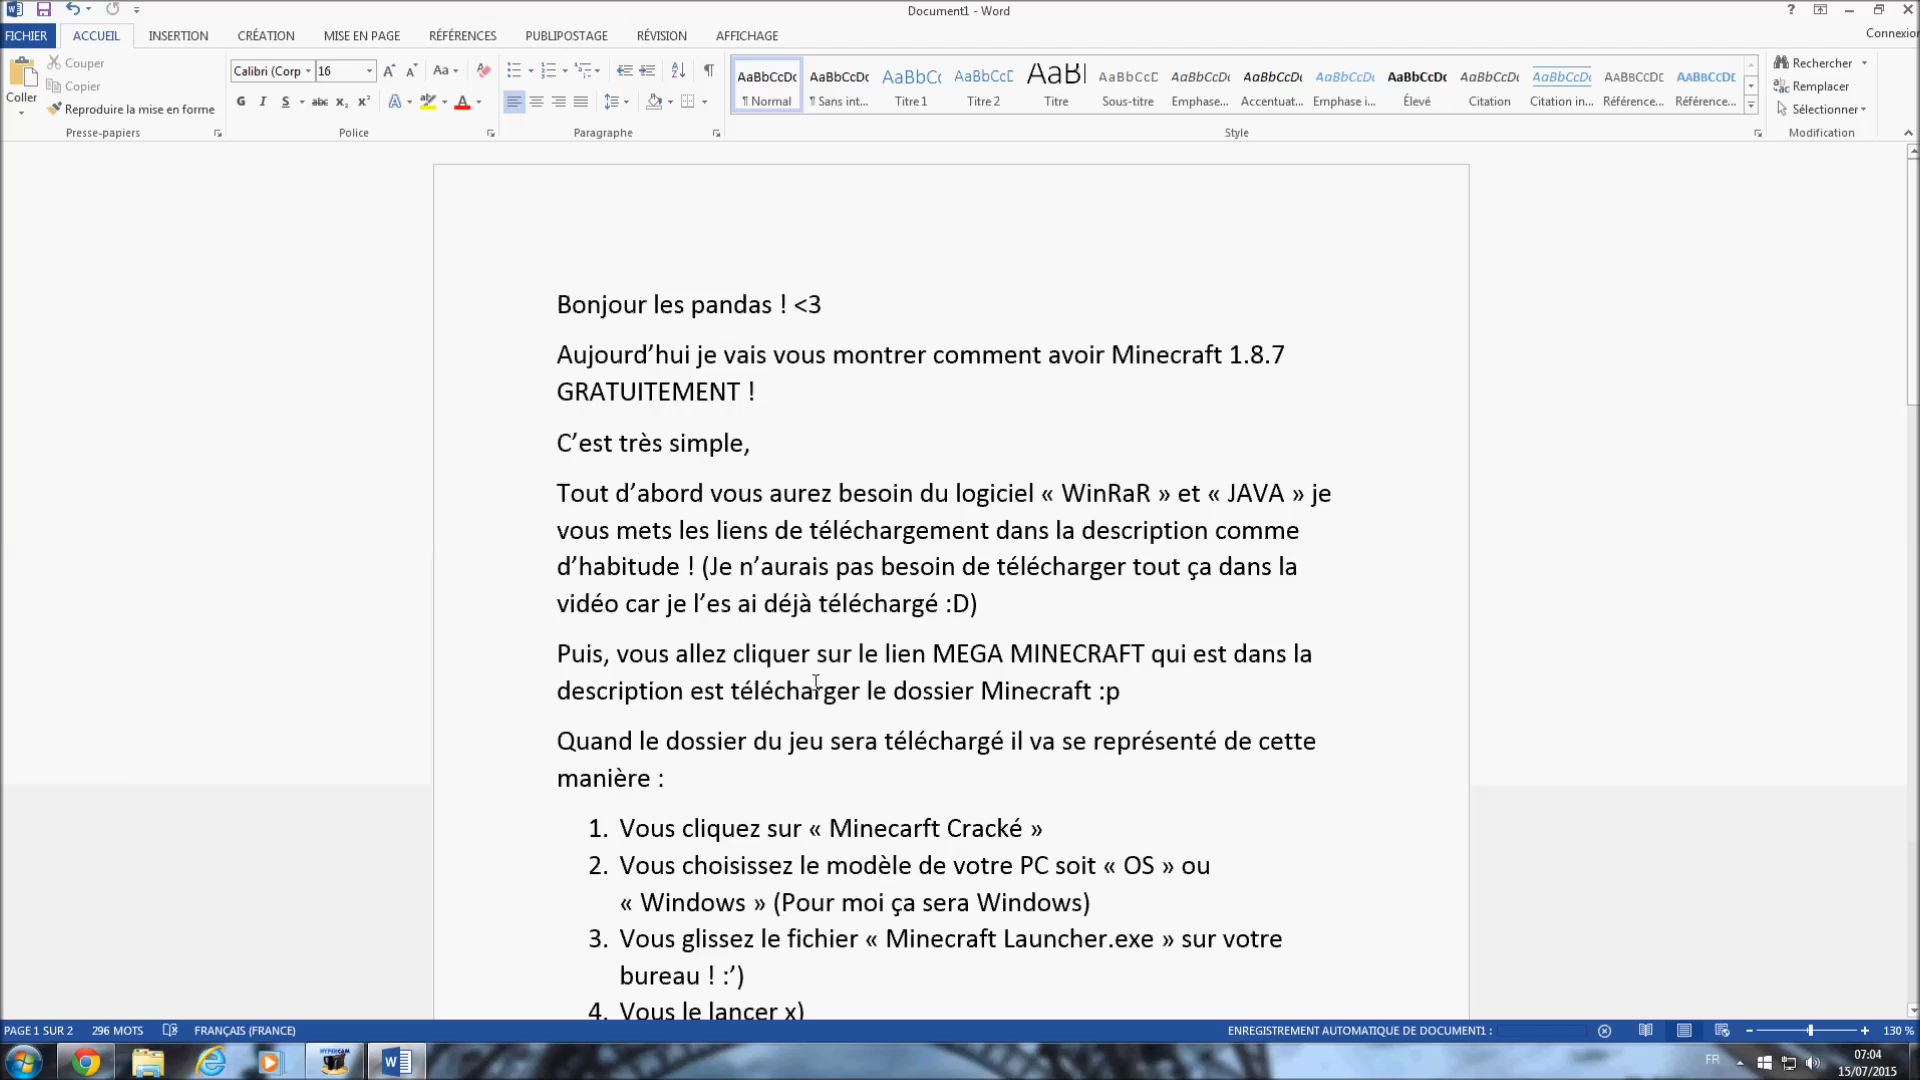 Document1 - Word
FICHIER ACCUEIL INSERTION CRÉATION MISE EN PAGE RÉFÉRENCES PUBLIPOSTAGE RÉVISION AFFICHAGE Connexion
Coller
Couper
Copier
Reproduire la mise en forme
Presse-papiers
Calibri (Corp 16
Police
Paragraphe
AaBbCcDc AaBbCcDc AaBbCc AaBbCcD AaBl AaBbCcD AaBbCcDc AaBbCcDc AaBbCcDc AaBbCcDc AaBbCcDc AaBbCcDc AABBCCDC AABBCCDC
¶ Normal ¶ Sans int... Titre 1 Titre 2 Titre Sous-titre Emphase... Accentuat... Emphase i... Élevé Citation Citation in... Référence... Référence...
Style
Rechercher
Remplacer
Sélectionner
Modification
Bonjour les pandas ! <3
Aujourd’hui je vais vous montrer comment avoir Minecraft 1.8.7
GRATUITEMENT !
C’est très simple,
Tout d’abord vous aurez besoin du logiciel « WinRaR » et « JAVA » je
vous mets les liens de téléchargement dans la description comme
d’habitude ! (Je n’aurais pas besoin de télécharger tout ça dans la
vidéo car je l’es ai déjà téléchargé :D)
Puis, vous allez cliquer sur le lien MEGA MINECRAFT qui est dans la
description est télécharger le dossier Minecraft :p
Quand le dossier du jeu sera téléchargé il va se représenté de cette
manière :
1. Vous cliquez sur « Minecarft Cracké »
2. Vous choisissez le modèle de votre PC soit « OS » ou
« Windows » (Pour moi ça sera Windows)
3. Vous glissez le fichier « Minecraft Launcher.exe » sur votre
bureau ! :’)
4. Vous le lancer x)
PAGE 1 SUR 2 296 MOTS FRANÇAIS (FRANCE) ENREGISTREMENT AUTOMATIQUE DE DOCUMENT1 : 130 %
HYPERCAM
FR
07:04
15/07/2015